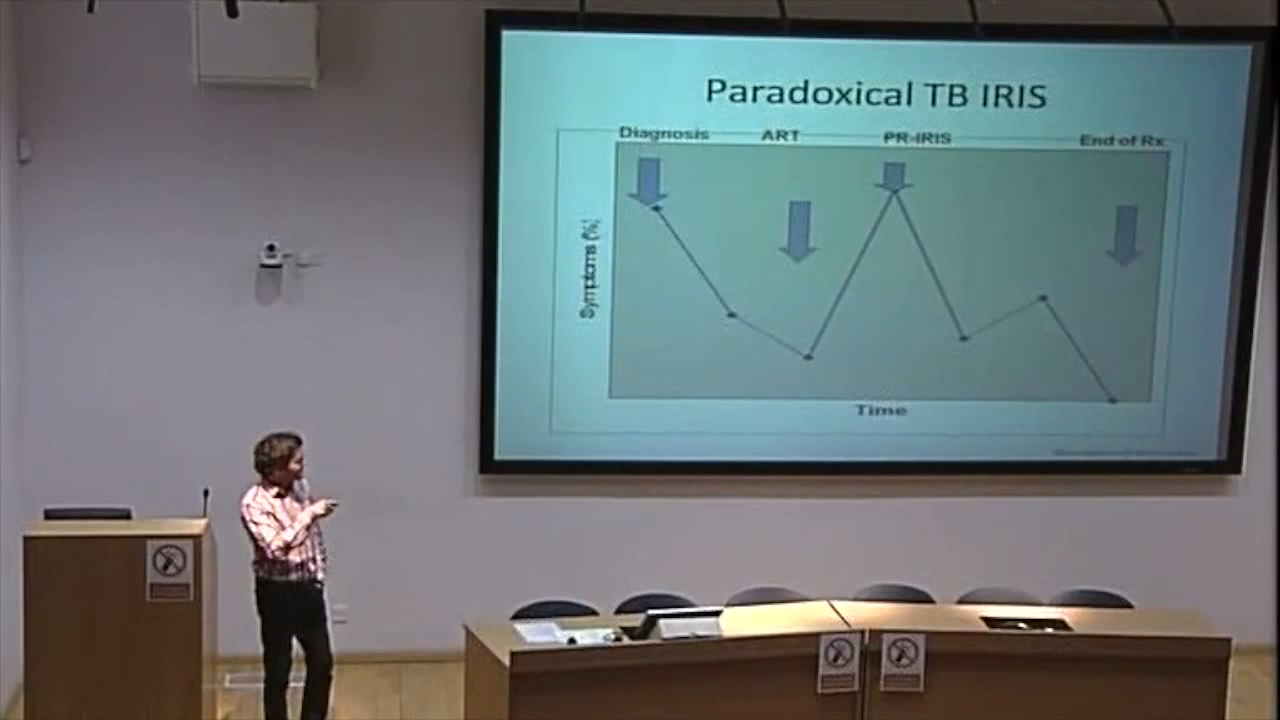 Paradoxical TB IRIS
Diagnosis ART PR-IRIS End of Rx
Symptoms (%)
Time